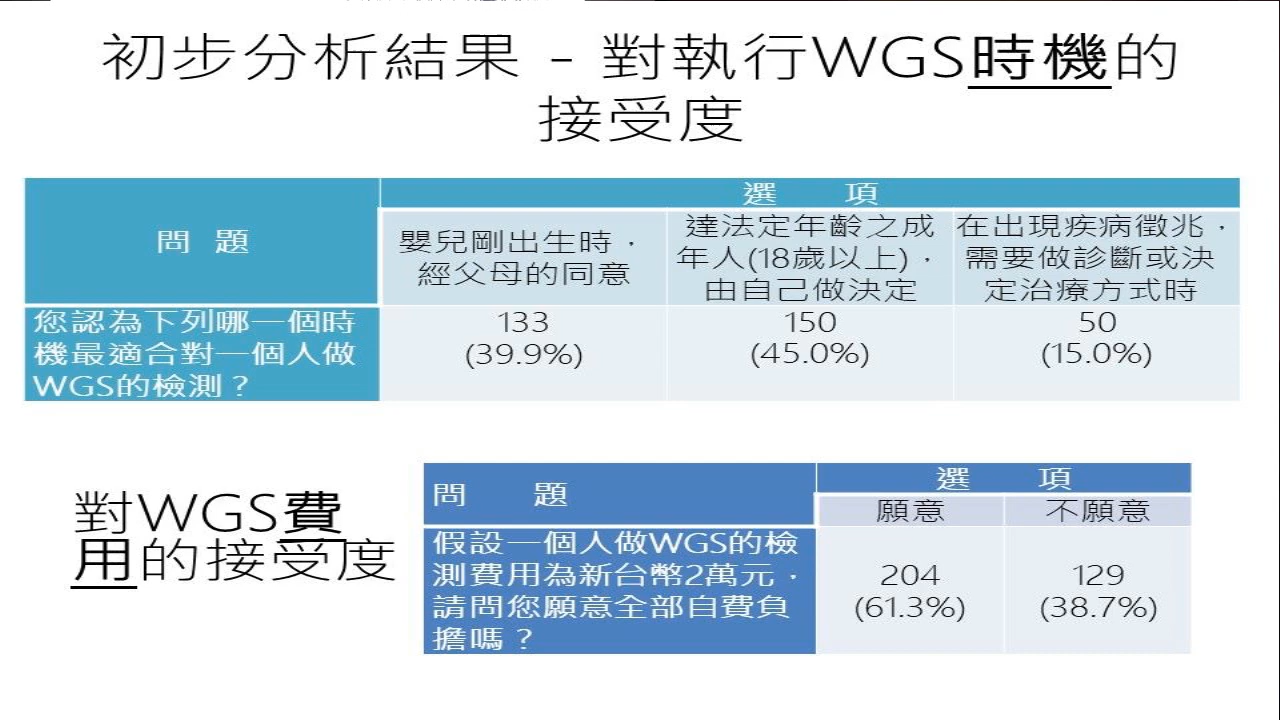 初步分析結果 - 對執行WGS時機的
接受度
問 題
選 項
嬰兒剛出生時，
經父母的同意
達法定年齡之成
年人(18歲以上)，
由自己做決定
在出現疾病徵兆，
需要做診斷或決
定治療方式時
您認為下列哪一個時
機最適合對一個人做
WGS的檢測？
133
(39.9%)
150
(45.0%)
50
(15.0%)
對WGS費
用的接受度
問 題
選 項
願意
不願意
假設一個人做WGS的檢
測費用為新台幣2萬元，
請問您願意全部自費負
擔嗎？
204
(61.3%)
129
(38.7%)